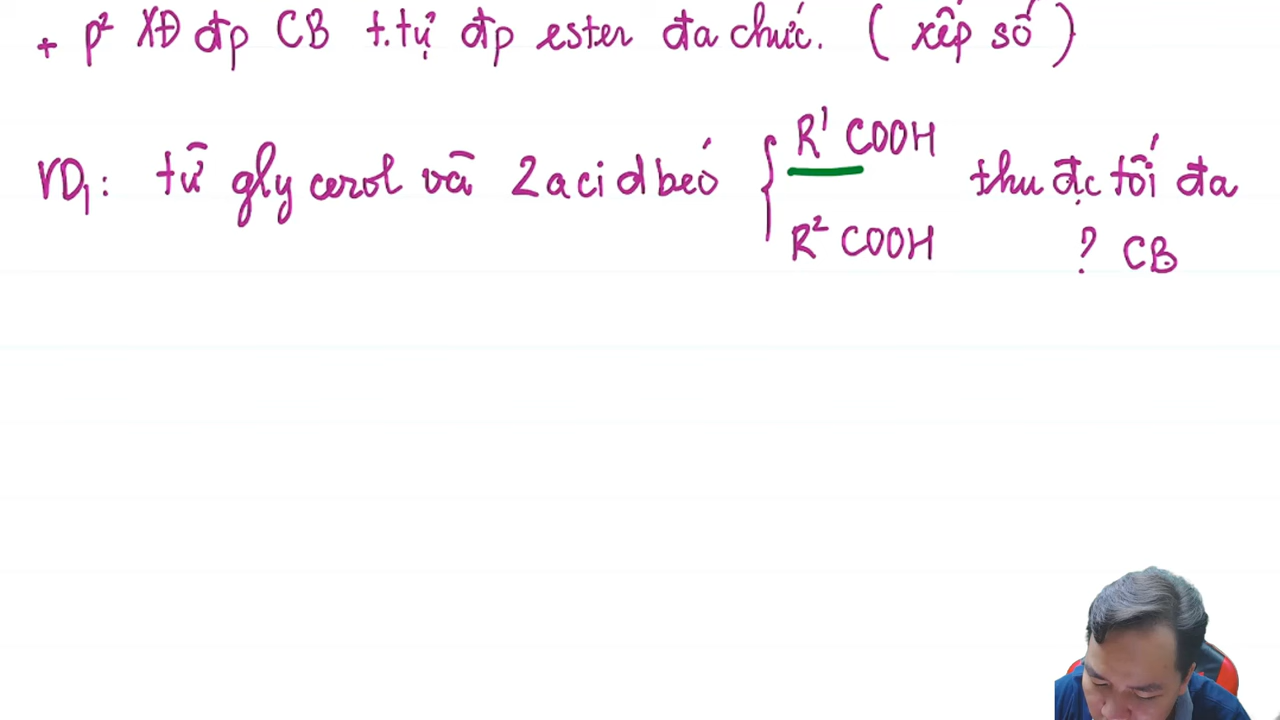 + p² XĐ đp CB t.tự đp ester đa chức. ( xếp số )
VD₁: từ glycerol và 2 acid béo { R¹COOH thu đc tối đa
R²COOH ? CB